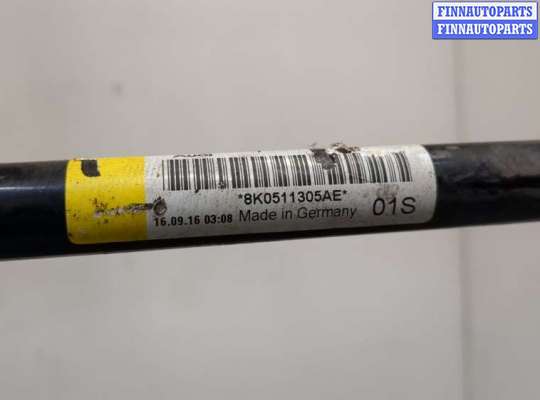 FINNAUTOPARTS
FINNAUTOPARTS
*8K0511305AE*
16.09.16 03:08 Made in Germany 01S